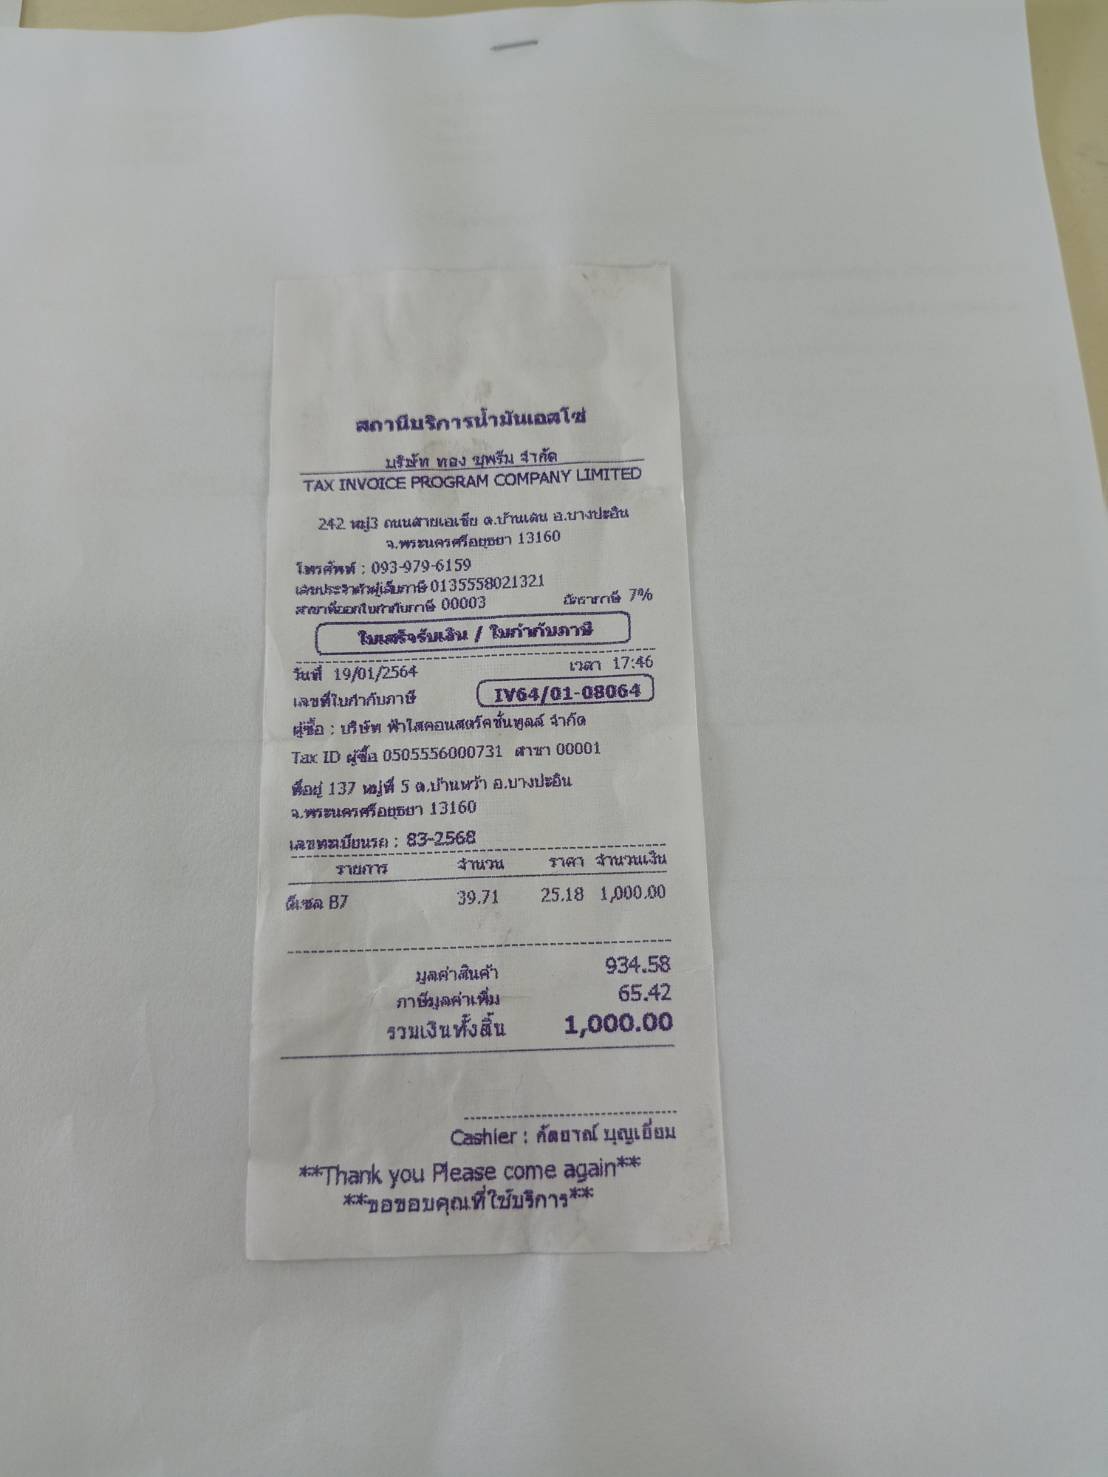 สถานีบริการน้ำมันเอสโซ่
บริษัท ทอง ซุพรีม จำกัด
TAX INVOICE PROGRAM COMPANY LIMITED
242 หมู่3 ถนนสายเอเซีย ต.บ้านเลน อ.บางปะอิน
จ.พระนครศรีอยุธยา 13160
โทรศัพท์ : 093-979-6159
เลขประจำตัวผู้เสียภาษี 0135558021321
สาขาที่ออกใบกำกับภาษี 00003 อัตราภาษี 7%
ใบเสร็จรับเงิน / ใบกำกับภาษี
วันที่ 19/01/2564 เวลา 17:46
เลขที่ใบกำกับภาษี IV64/01-08064
ผู้ซื้อ : บริษัท ฟ้าใสคอนสตรัคชั่นทูลส์ จำกัด
Tax ID ผู้ซื้อ 0505556000731 สาขา 00001
ที่อยู่ 137 หมู่ที่ 5 ต.บ้านหว้า อ.บางปะอิน
จ.พระนครศรีอยุธยา 13160
เลขทะเบียนรถ : 83-2568
รายการ จำนวน ราคา จำนวนเงิน
ดีเซล B7 39.71 25.18 1,000.00
มูลค่าสินค้า 934.58
ภาษีมูลค่าเพิ่ม 65.42
รวมเงินทั้งสิ้น 1,000.00
Cashier : บุญเยี่ยม
**Thank you Please come again**
**ขอขอบคุณที่ใช้บริการ**